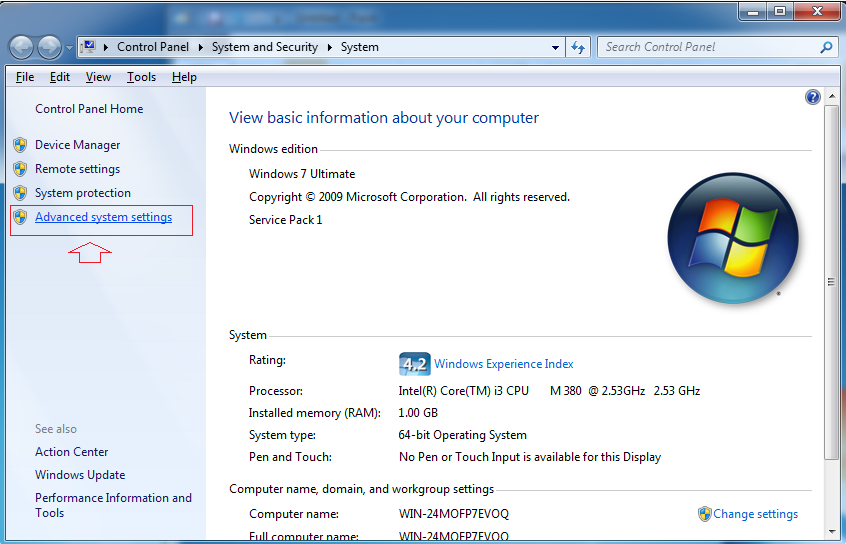 Control Panel ▸ System and Security ▸ System
Search Control Panel
File Edit View Tools Help
Control Panel Home
Device Manager
Remote settings
System protection
Advanced system settings
See also
Action Center
Windows Update
Performance Information and
Tools
View basic information about your computer
Windows edition
Windows 7 Ultimate
Copyright © 2009 Microsoft Corporation. All rights reserved.
Service Pack 1
System
Rating: 4.2 Windows Experience Index
Processor: Intel(R) Core(TM) i3 CPU M 380 @ 2.53GHz 2.53 GHz
Installed memory (RAM): 1.00 GB
System type: 64-bit Operating System
Pen and Touch: No Pen or Touch Input is available for this Display
Computer name, domain, and workgroup settings
Computer name: WIN-24MOFP7EVOQ Change settings
Full computer name: WIN-24MOFP7EVOQ